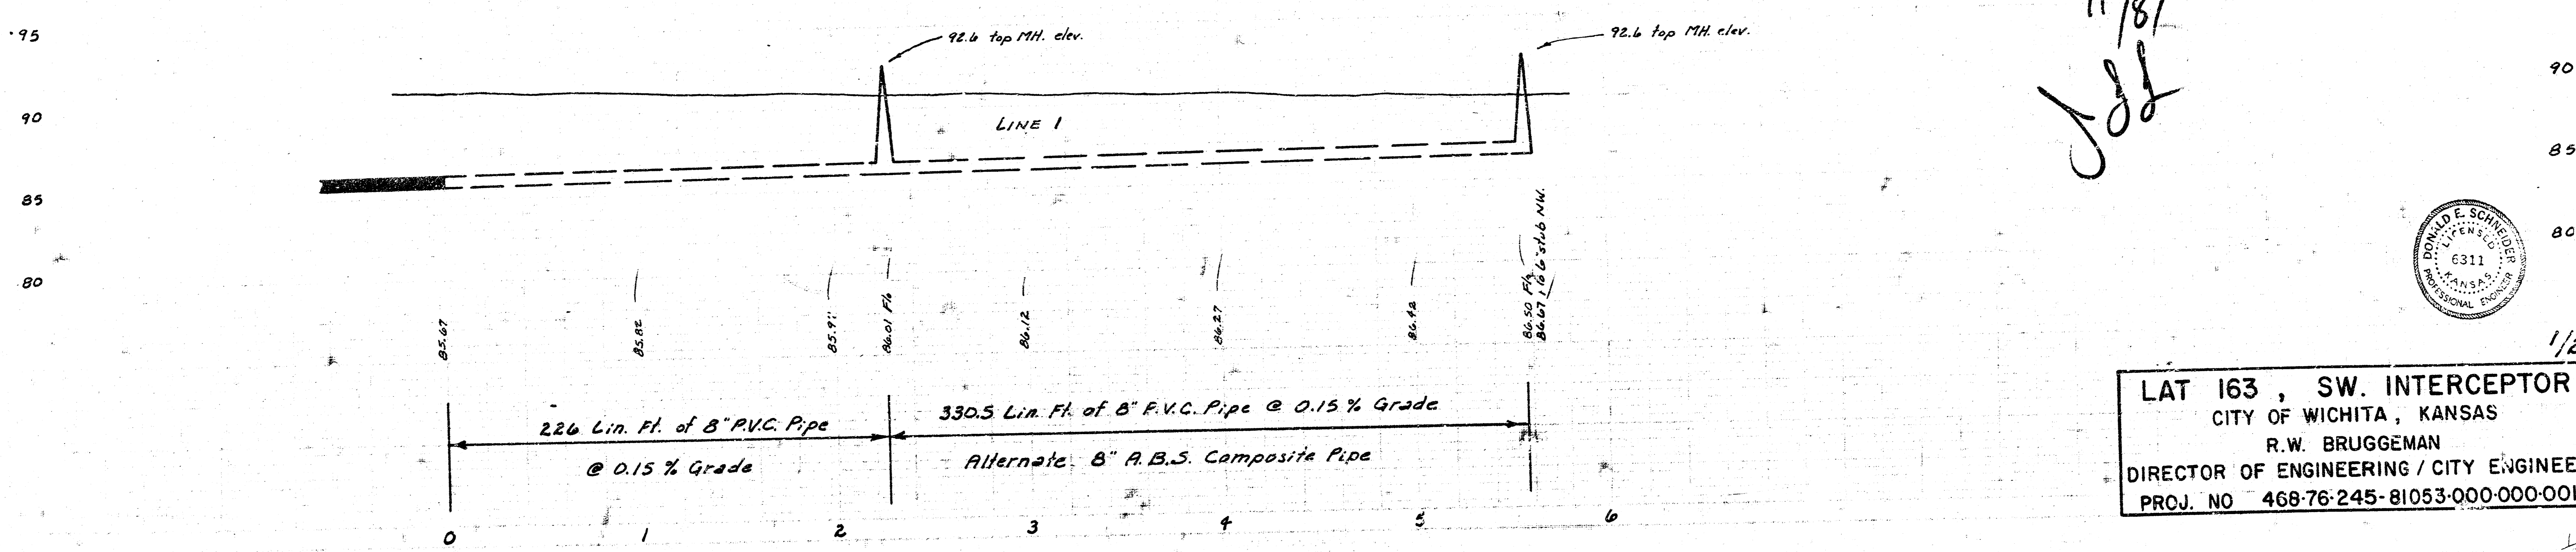 95
90
85
80
92.6 top MH. elev.
92.6 top MH. elev.
LINE 1
85.67
85.82
86.01 F/L
86.12
86.27
86.42
86.50 F/L
stub NW.
226 Lin. Ft. of 8" P.V.C. Pipe
@ 0.15 % Grade
330.5 Lin. Ft. of 8" P.V.C. Pipe @ 0.15 % Grade
Alternate 8" A.B.S. Composite Pipe
0 1 2 3 4 5 6
90
85
80
DONALD E. SCHNEIDER
LICENSED
6311
KANSAS
PROFESSIONAL ENGINEER
LAT 163 , SW. INTERCEPTOR
CITY OF WICHITA , KANSAS
R.W. BRUGGEMAN
DIRECTOR OF ENGINEERING / CITY ENGINEE
PROJ. NO 468-76-245-81053-000-000-001